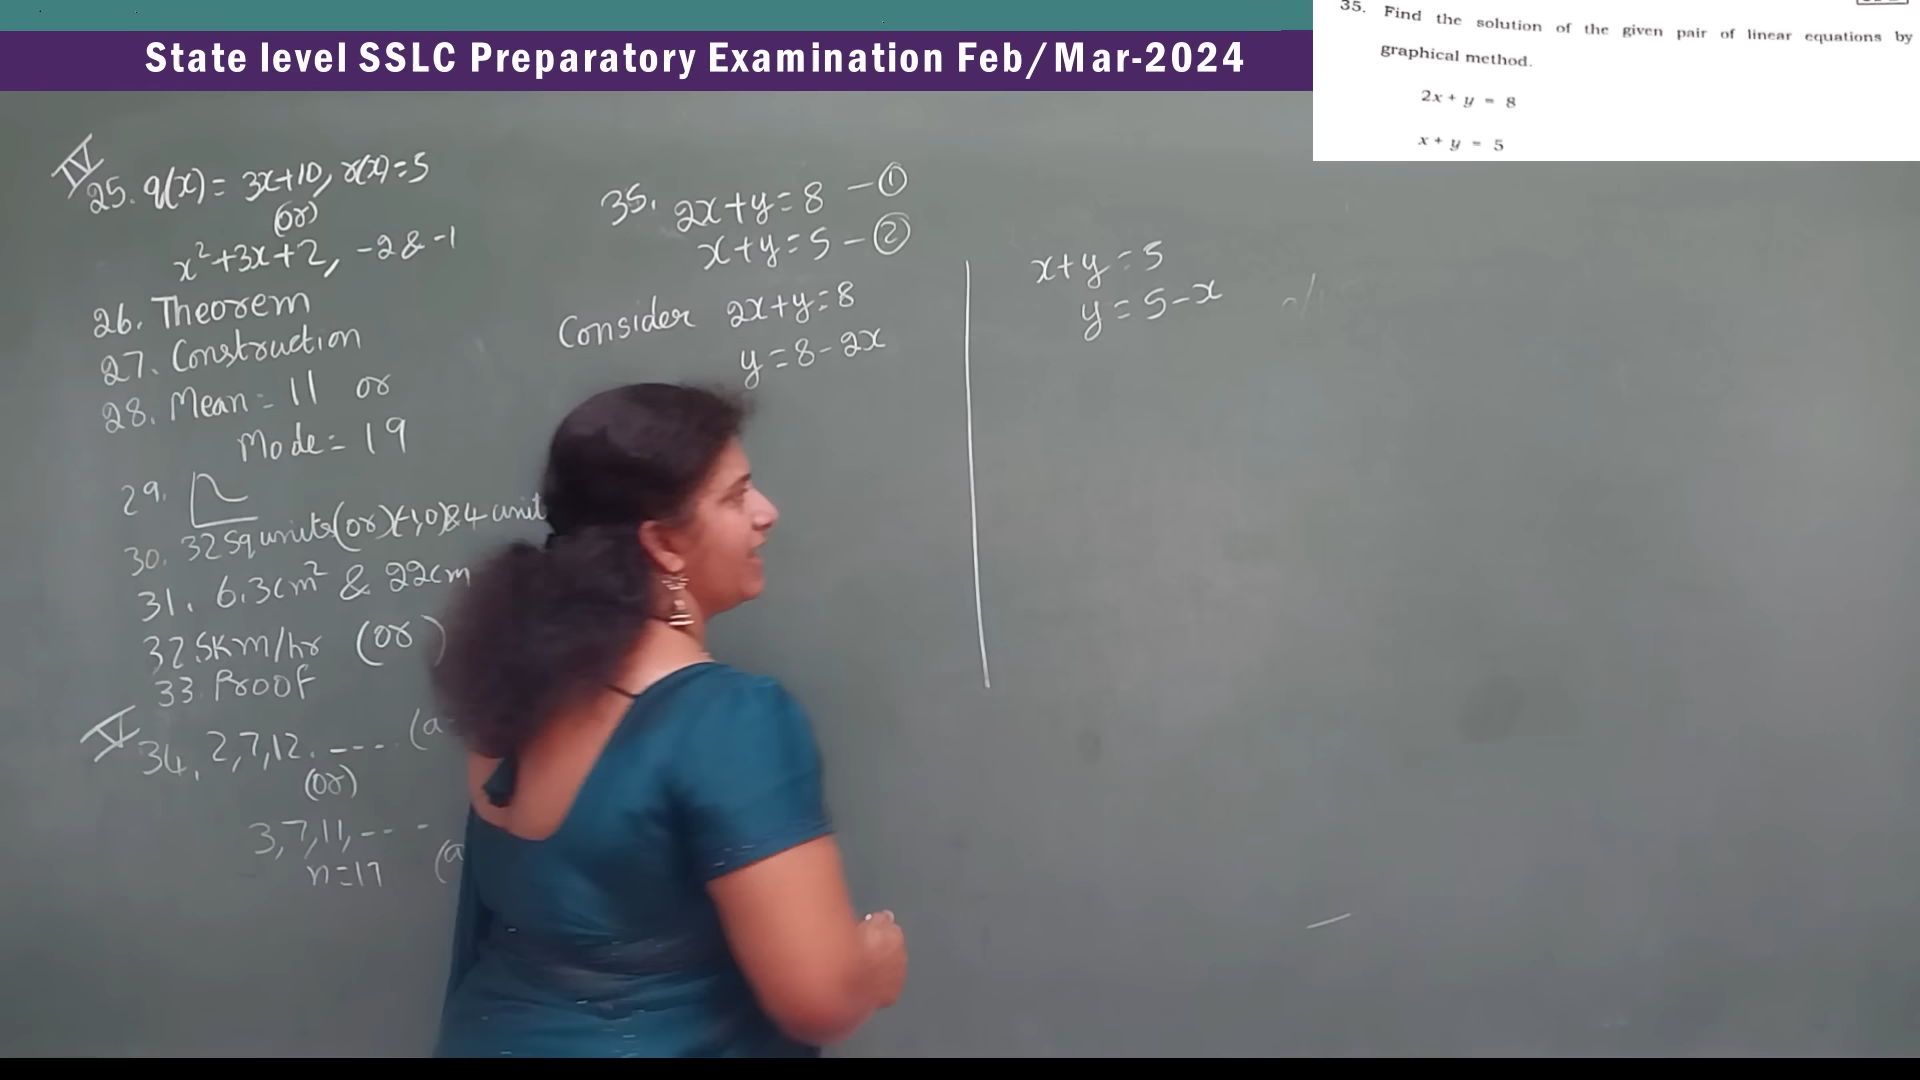 State level SSLC Preparatory Examination Feb/Mar-2024
35. Find the solution of the given pair of linear equations by
graphical method.
2x + y = 8
x + y = 5
IV
25. q(x) = 3x+10, r(x) = 5
(or)
x²+3x+2, -2 & -1
26. Theorem
27. Construction
28. Mean = 11 or
Mode = 19
29.
30. 32 sq units (or) (-1,0) & 4 unit
31. 6.3cm² & 22cm
32. 5km/hr (or)
33. Proof
V
34. 2,7,12. ---- (a
(or)
3,7,11,---
n=17 (a
35. 2x+y=8 -①
x+y=5 -②
Consider 2x+y=8
y=8-2x
x+y=5
y=5-x